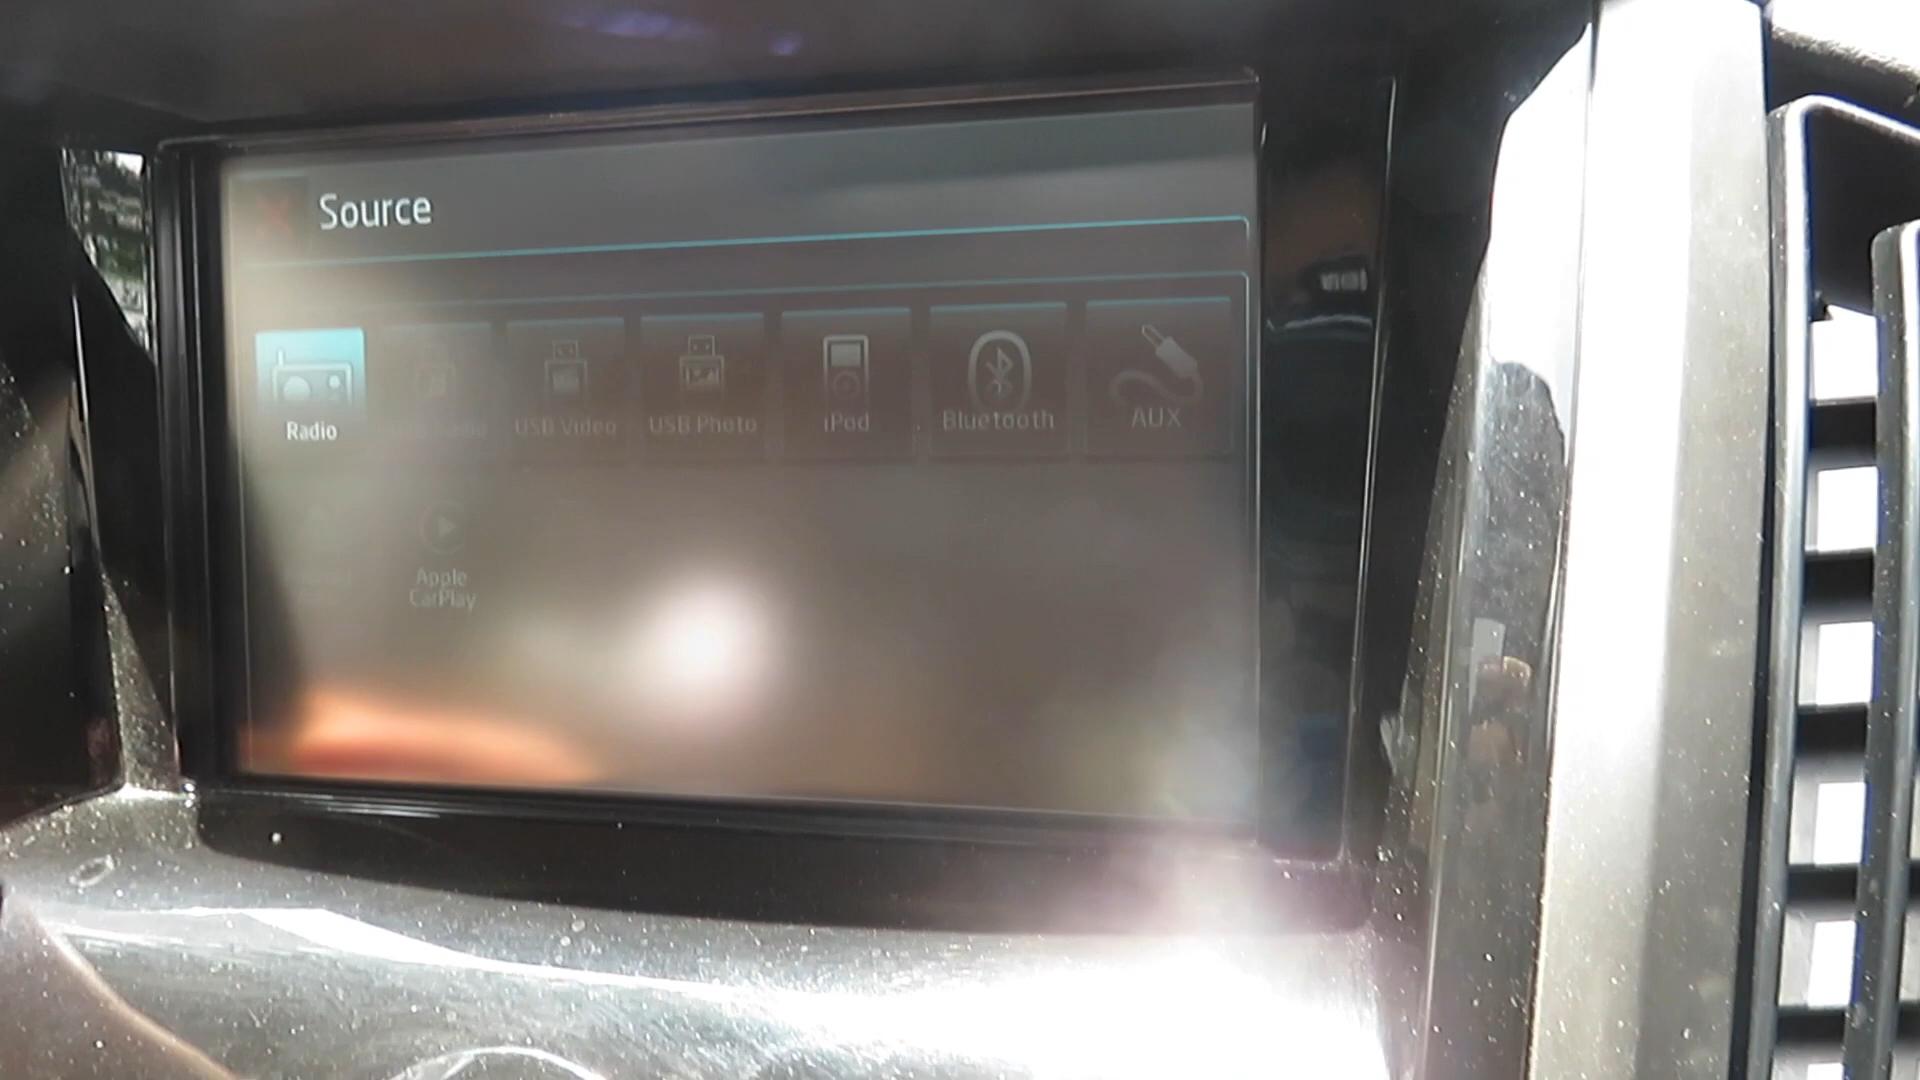 Source
Radio
USB Video
USB Photo
iPod
Bluetooth
AUX
Apple
CarPlay